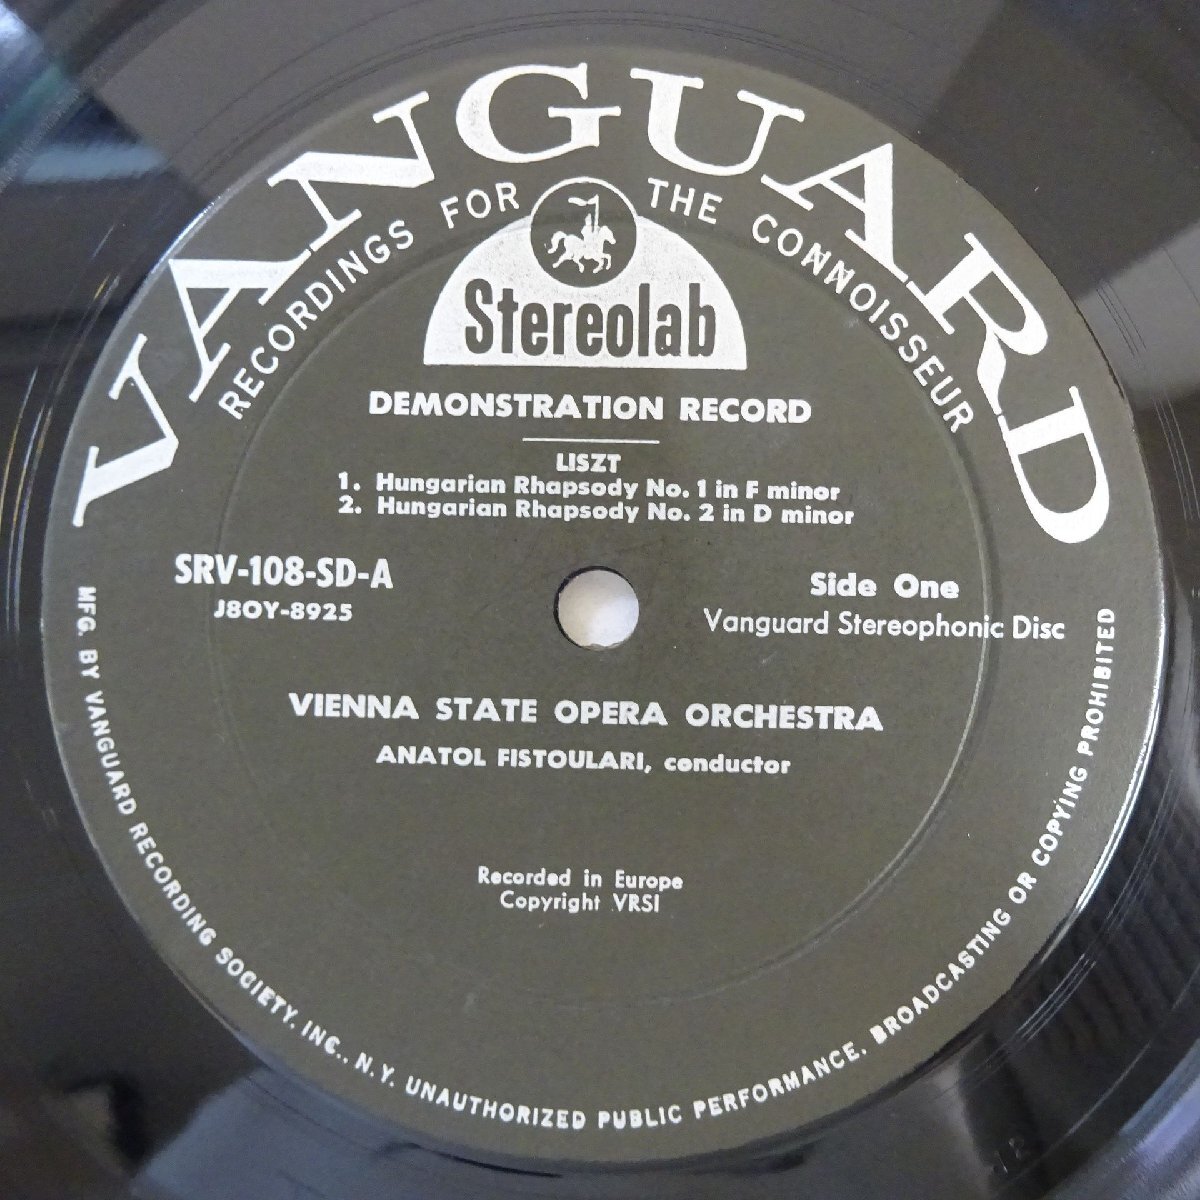 VANGUARD
RECORDINGS FOR THE CONNOISSEUR
Stereolab
DEMONSTRATION RECORD
LISZT
1. Hungarian Rhapsody No. 1 in F minor
2. Hungarian Rhapsody No. 2 in D minor
SRV-108-SD-A
J8OY-8925
Side One
Vanguard Stereophonic Disc
VIENNA STATE OPERA ORCHESTRA
ANATOL FISTOULARI, conductor
Recorded in Europe
Copyright VRSI
MFG. BY VANGUARD RECORDING SOCIETY, INC., N.Y. UNAUTHORIZED PUBLIC PERFORMANCE, BROADCASTING OR COPYING PROHIBITED